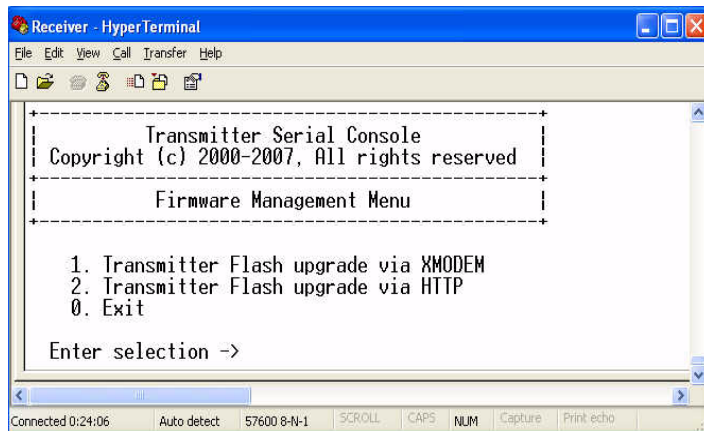 Receiver - HyperTerminal
File Edit View Call Transfer Help
Transmitter Serial Console
Copyright (c) 2000-2007, All rights reserved
Firmware Management Menu
1. Transmitter Flash upgrade via XMODEM
2. Transmitter Flash upgrade via HTTP
0. Exit
Enter selection ->
Connected 0:24:06 Auto detect 57600 8-N-1 SCROLL CAPS NUM Capture Print echo